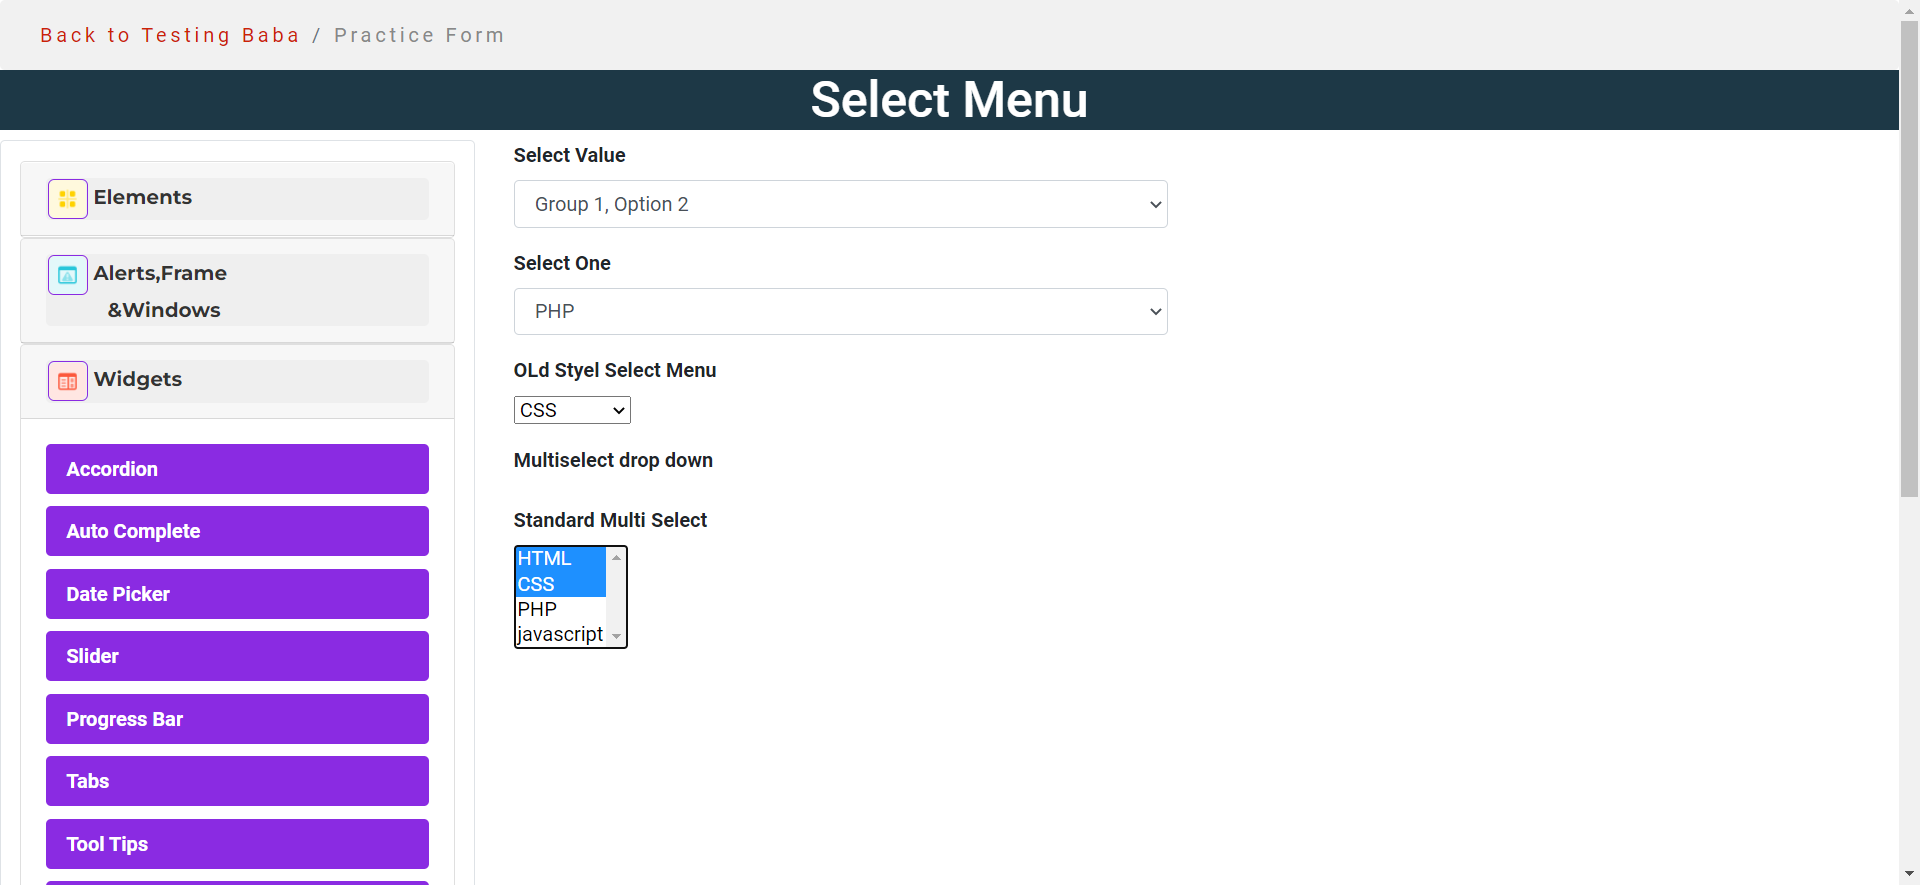 Back to Testing Baba / Practice Form
Select Menu
Elements
Alerts,Frame
&Windows
Widgets
Accordion
Auto Complete
Date Picker
Slider
Progress Bar
Tabs
Tool Tips
Select Value
Group 1, Option 2
Select One
PHP
OLd Styel Select Menu
CSS
Multiselect drop down
Standard Multi Select
HTML
CSS
PHP
javascript